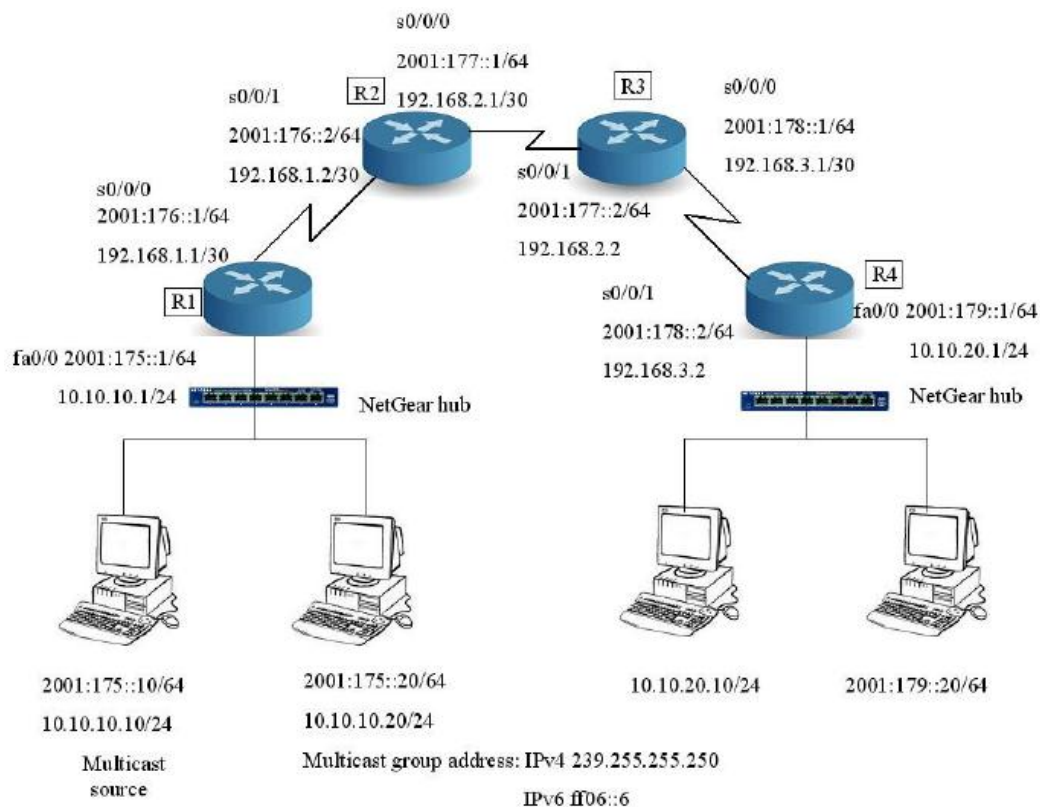 s0/0/0
2001:177::1/64
192.168.2.1/30
R2
s0/0/1
2001:176::2/64
192.168.1.2/30
R3
s0/0/0
2001:178::1/64
192.168.3.1/30
s0/0/1
2001:177::2/64
192.168.2.2
s0/0/0
2001:176::1/64
192.168.1.1/30
R1
R4
s0/0/1
2001:178::2/64
192.168.3.2
fa0/0 2001:179::1/64
10.10.20.1/24
fa0/0 2001:175::1/64
10.10.10.1/24
NetGear hub
NetGear hub
2001:175::10/64
10.10.10.10/24
Multicast
source
2001:175::20/64
10.10.10.20/24
10.10.20.10/24
2001:179::20/64
Multicast group address: IPv4 239.255.255.250
IPv6 ff06::6